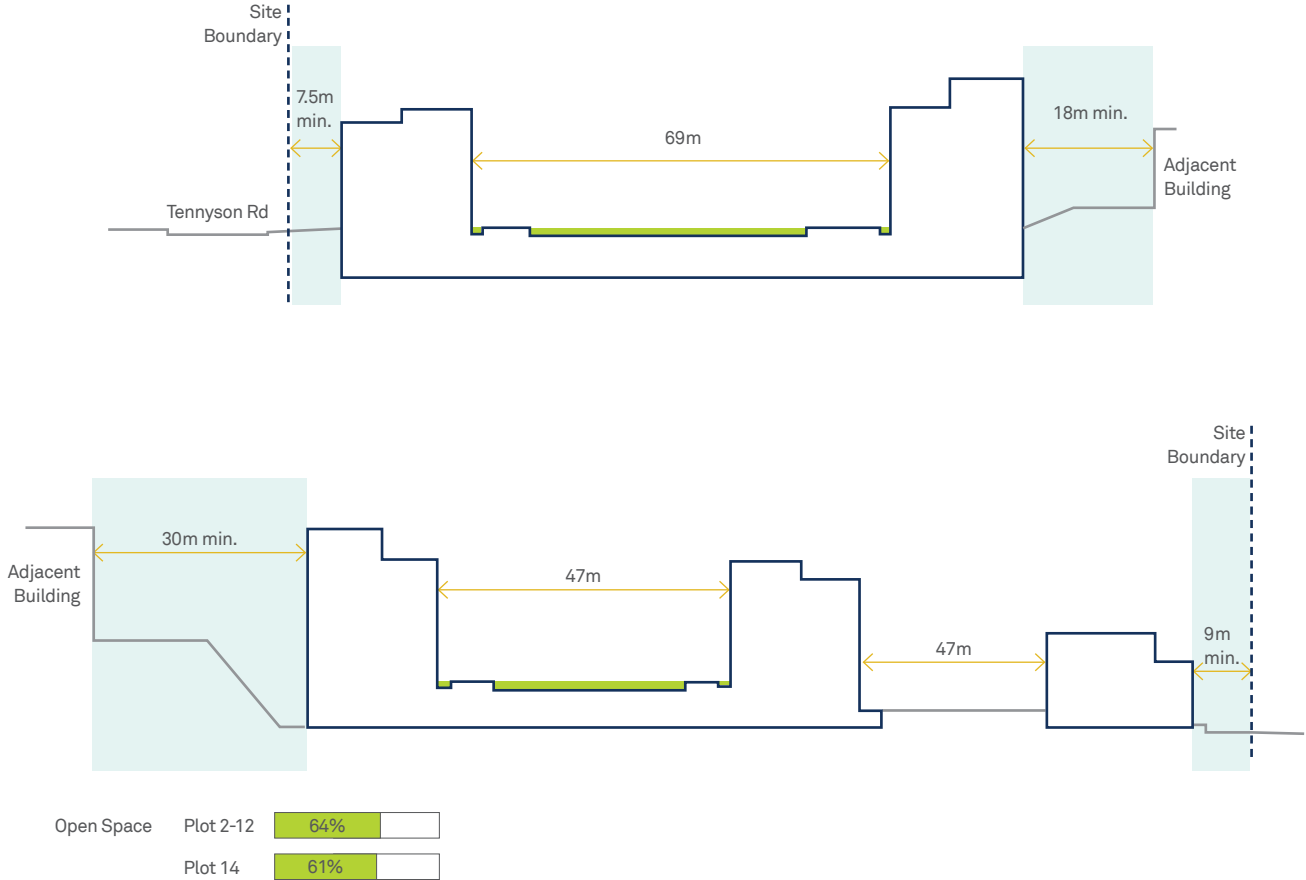 Site
Boundary
7.5m
min.
69m
18m min.
Adjacent
Building
Tennyson Rd
Site
Boundary
30m min.
Adjacent
Building
47m
47m
9m
min.
Open Space
Plot 2-12
64%
Plot 14
61%